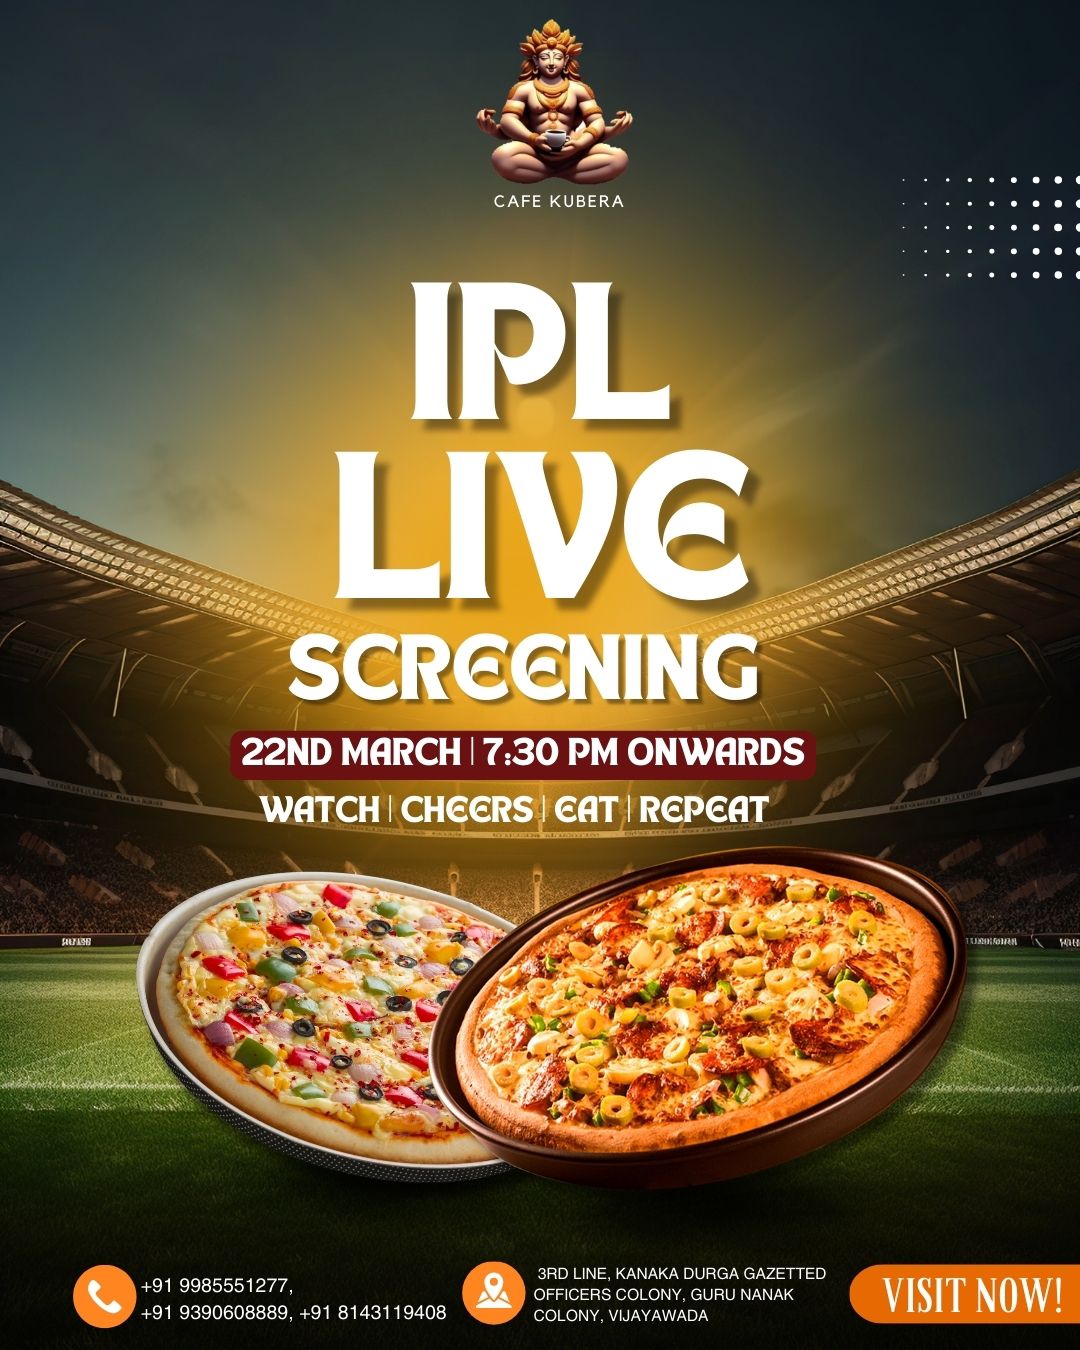 CAFE KUBERA
IPL
LIVE
SCREENING
22ND MARCH | 7:30 PM ONWARDS
WATCH | CHEERS | EAT | REPEAT
+91 9985551277,
+91 9390608889, +91 8143119408
3RD LINE, KANAKA DURGA GAZETTED
OFFICERS COLONY, GURU NANAK
COLONY, VIJAYAWADA
VISIT NOW!